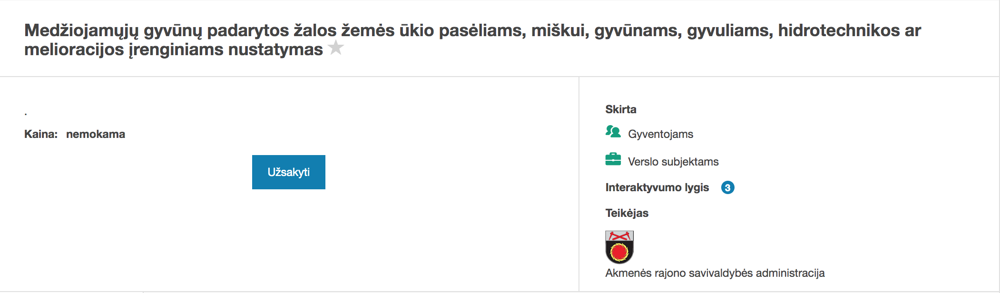 Medžiojamųjų gyvūnų padarytos žalos žemės ūkio pasėliams, miškui, gyvūnams, gyvuliams, hidrotechnikos ar
melioracijos įrenginiams nustatymas
.
Kaina: nemokama
Užsakyti
Skirta
Gyventojams
Verslo subjektams
Interaktyvumo lygis 3
Teikėjas
Akmenės rajono savivaldybės administracija